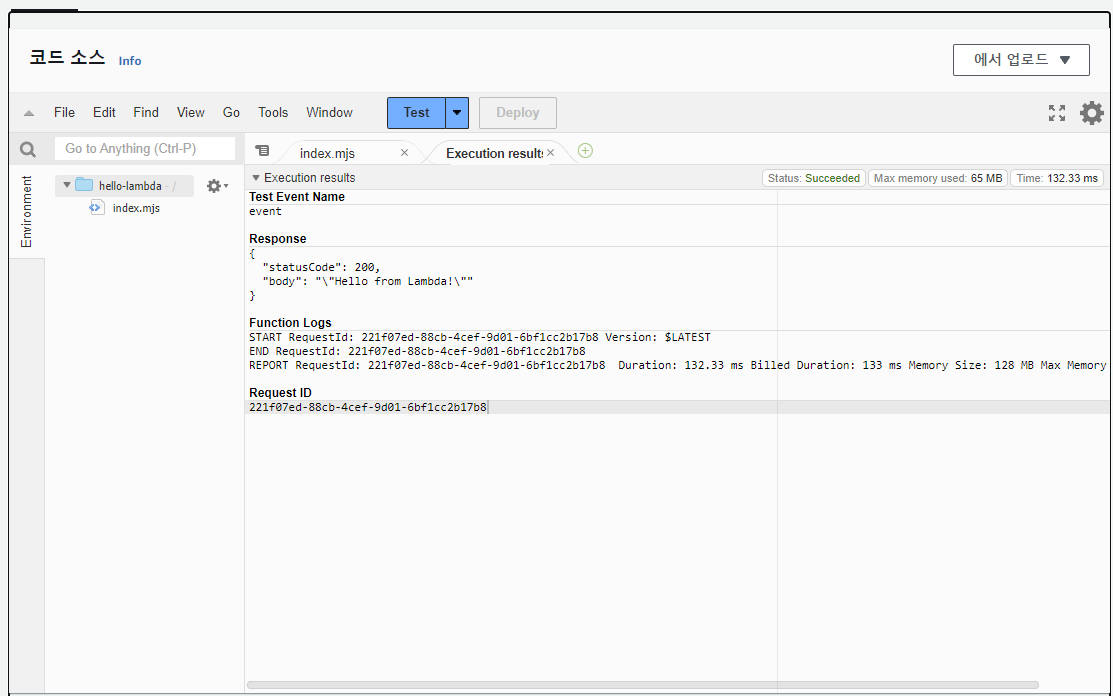 코드 소스 Info
에서 업로드
File Edit Find View Go Tools Window Test Deploy
Go to Anything (Ctrl-P)
index.mjs
Execution results
Environment
hello-lambda - /
index.mjs
Execution results
Status: Succeeded
Max memory used: 65 MB
Time: 132.33 ms
Test Event Name
event
Response
{
  "statusCode": 200,
  "body": "\"Hello from Lambda!\""
}
Function Logs
START RequestId: 221f07ed-88cb-4cef-9d01-6bf1cc2b17b8 Version: $LATEST
END RequestId: 221f07ed-88cb-4cef-9d01-6bf1cc2b17b8
REPORT RequestId: 221f07ed-88cb-4cef-9d01-6bf1cc2b17b8  Duration: 132.33 ms Billed Duration: 133 ms Memory Size: 128 MB Max Memory
Request ID
221f07ed-88cb-4cef-9d01-6bf1cc2b17b8